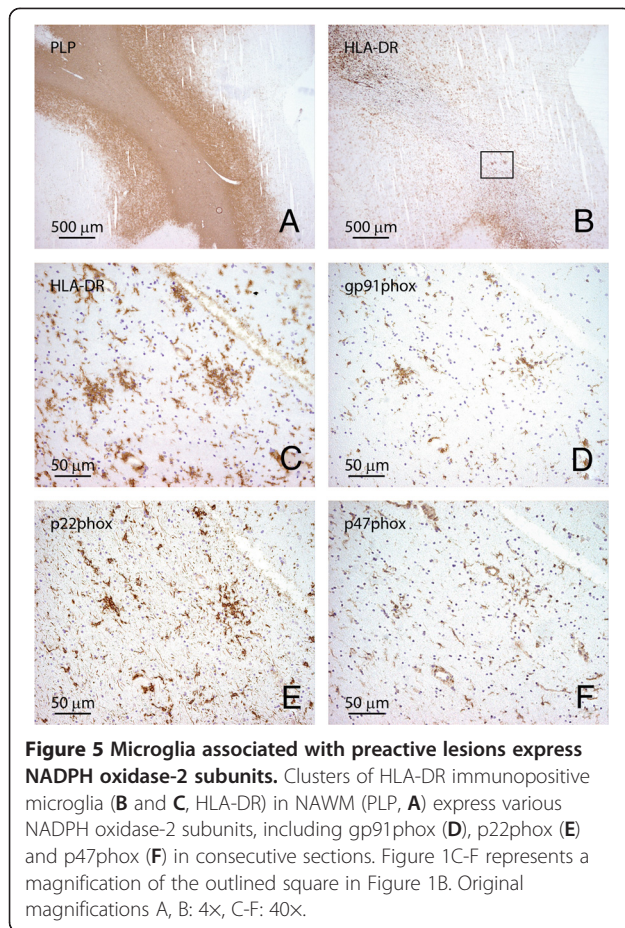 PLP
500 μm
A
HLA-DR
500 μm
B
HLA-DR
50 μm
C
gp91phox
50 μm
D
p22phox
50 μm
E
p47phox
50 μm
F
Figure 5 Microglia associated with preactive lesions express
NADPH oxidase-2 subunits. Clusters of HLA-DR immunopositive
microglia (B and C, HLA-DR) in NAWM (PLP, A) express various
NADPH oxidase-2 subunits, including gp91phox (D), p22phox (E)
and p47phox (F) in consecutive sections. Figure 1C-F represents a
magnification of the outlined square in Figure 1B. Original
magnifications A, B: 4×, C-F: 40×.